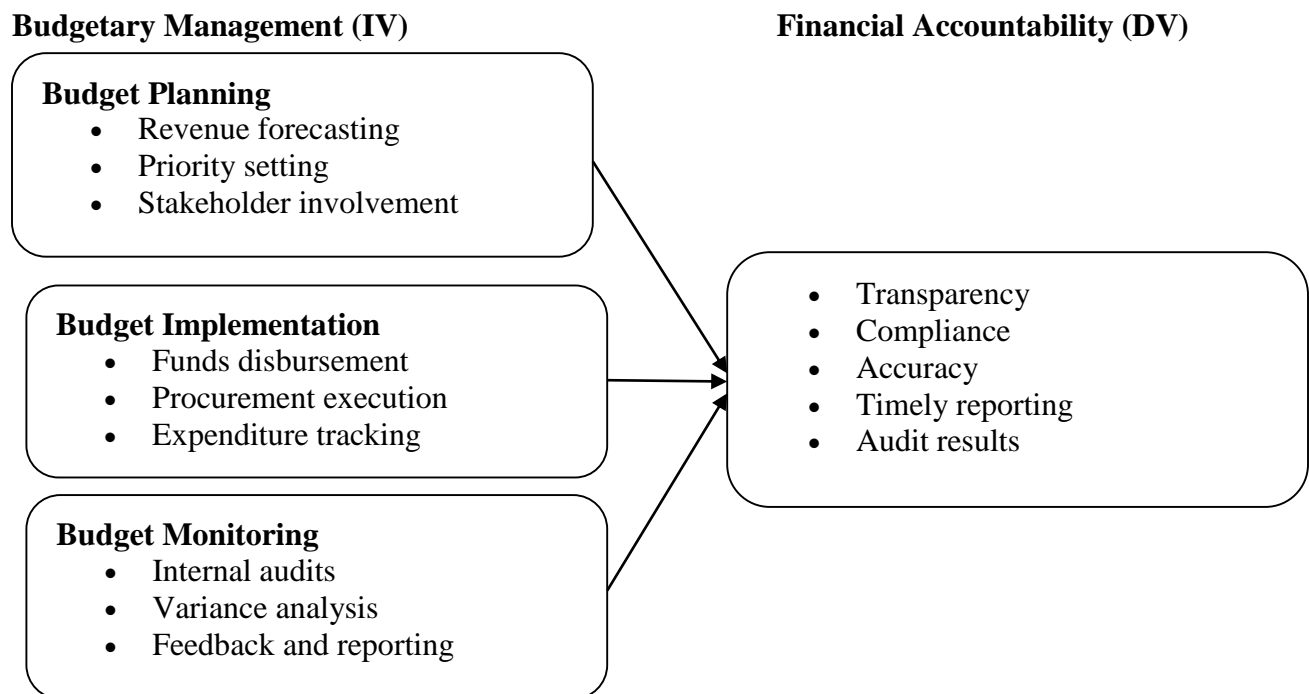 Budgetary Management (IV)
Financial Accountability (DV)
Budget Planning
• Revenue forecasting
• Priority setting
• Stakeholder involvement
Budget Implementation
• Funds disbursement
• Procurement execution
• Expenditure tracking
Budget Monitoring
• Internal audits
• Variance analysis
• Feedback and reporting
• Transparency
• Compliance
• Accuracy
• Timely reporting
• Audit results